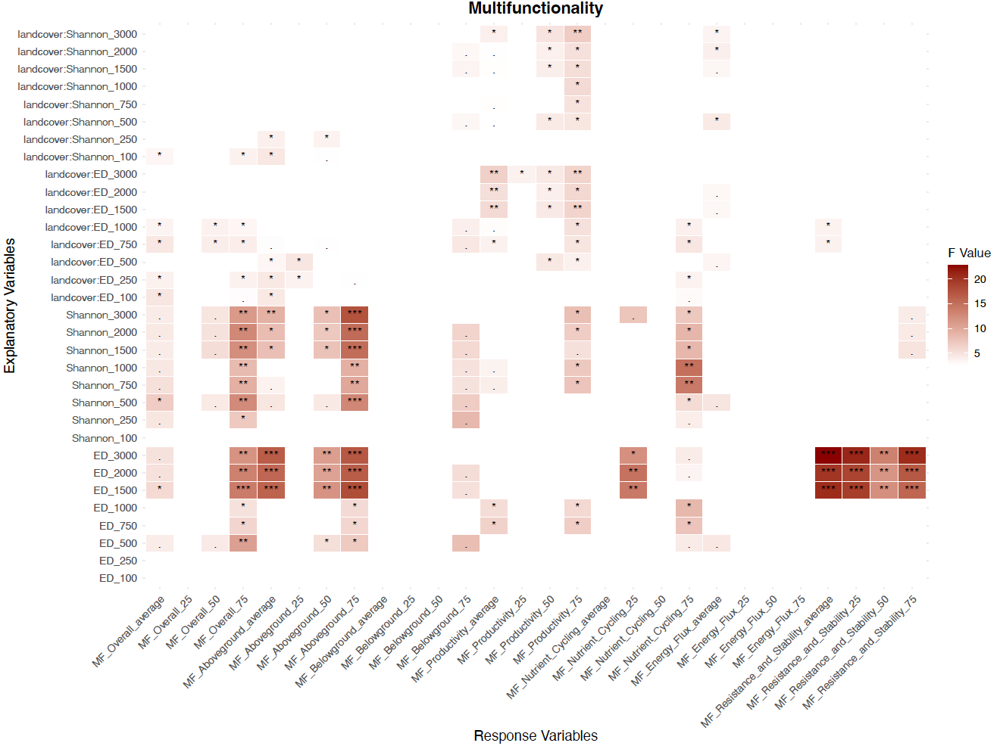 Multifunctionality
Explanatory Variables
landcover:Shannon_3000 * * ** *
landcover:Shannon_2000 . . * * *
landcover:Shannon_1500 . . * * .
landcover:Shannon_1000 *
landcover:Shannon_750 . *
landcover:Shannon_500 . . * * *
landcover:Shannon_250 * *
landcover:Shannon_100 * * * .
landcover:ED_3000 ** * * **
landcover:ED_2000 ** * * .
landcover:ED_1500 ** * ** .
landcover:ED_1000 * * * . . * * *
landcover:ED_750 * * * . . . * * * *
landcover:ED_500 * * * * .
landcover:ED_250 * * * * . *
landcover:ED_100 * . * .
Shannon_3000 . . ** ** * *** * . * .
Shannon_2000 . . ** * * *** . * * .
Shannon_1500 . . ** * * *** . . * .
Shannon_1000 . ** ** . . * **
Shannon_750 . ** . ** . . * **
Shannon_500 * . ** . . *** . * .
Shannon_250 . * . .
Shannon_100
ED_3000 . ** *** ** *** * . *** *** ** ***
ED_2000 . ** *** ** *** . ** . *** *** ** ***
ED_1500 * *** *** ** *** . ** *** *** ** ***
ED_1000 * * * * *
ED_750 * * * * *
ED_500 . . ** * * . . .
ED_250
ED_100
F Value
20
15
10
5
MF_Overall_average
MF_Overall_25
MF_Overall_50
MF_Overall_75
MF_Aboveground_average
MF_Aboveground_25
MF_Aboveground_50
MF_Aboveground_75
MF_Belowground_average
MF_Belowground_25
MF_Belowground_50
MF_Belowground_75
MF_Productivity_average
MF_Productivity_25
MF_Productivity_50
MF_Productivity_75
MF_Nutrient_Cycling_average
MF_Nutrient_Cycling_25
MF_Nutrient_Cycling_50
MF_Nutrient_Cycling_75
MF_Energy_Flux_average
MF_Energy_Flux_25
MF_Energy_Flux_50
MF_Energy_Flux_75
MF_Resistance_and_Stability_average
MF_Resistance_and_Stability_25
MF_Resistance_and_Stability_50
MF_Resistance_and_Stability_75
Response Variables